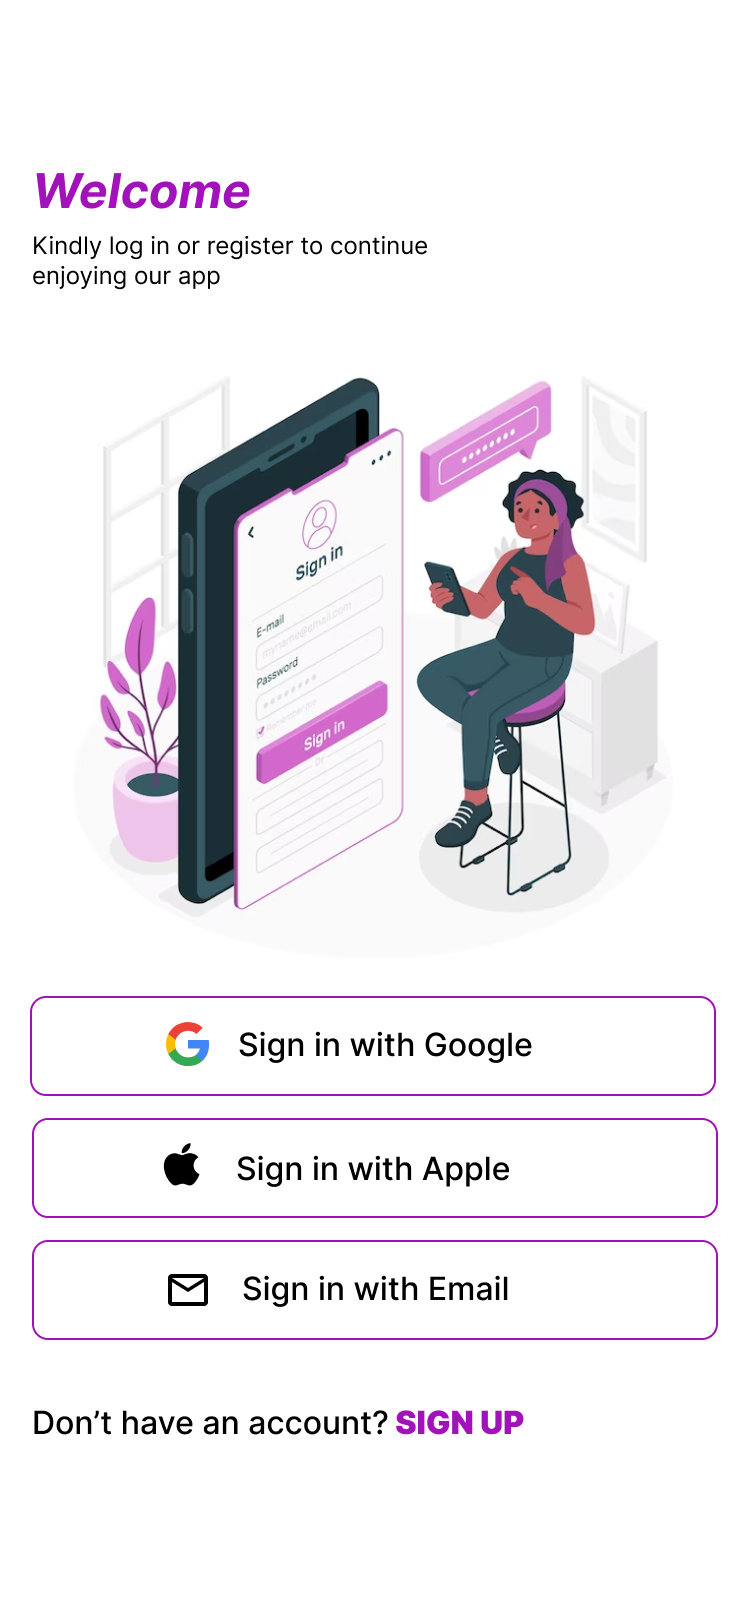 Welcome
Kindly log in or register to continue
enjoying our app
Sign in
E-mail
myname@email.com
Password
Remember me
Sign in
Or
Sign in with Google
Sign in with Apple
Sign in with Email
Don’t have an account? SIGN UP